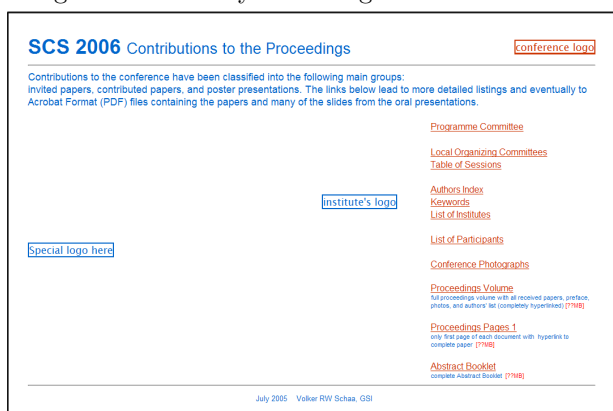 SCS 2006 Contributions to the Proceedings
conference logo
Contributions to the conference have been classified into the following main groups:
invited papers, contributed papers, and poster presentations. The links below lead to more detailed listings and eventually to
Acrobat Format (PDF) files containing the papers and many of the slides from the oral presentations.
Programme Committee
Local Organizing Committees
Table of Sessions
Authors Index
institute's logo
Keywords
List of Institutes
List of Participants
Special logo here
Conference Photographs
Proceedings Volume
full proceedings volume with all received papers, preface,
photos, and authors' list (completely hyperlinked) [??MB]
Proceedings Pages 1
only first page of each document with hyperlink to
complete paper [??MB]
Abstract Booklet
complete Abstract Booklet [??MB]
July 2005 Volker RW Schaa, GSI